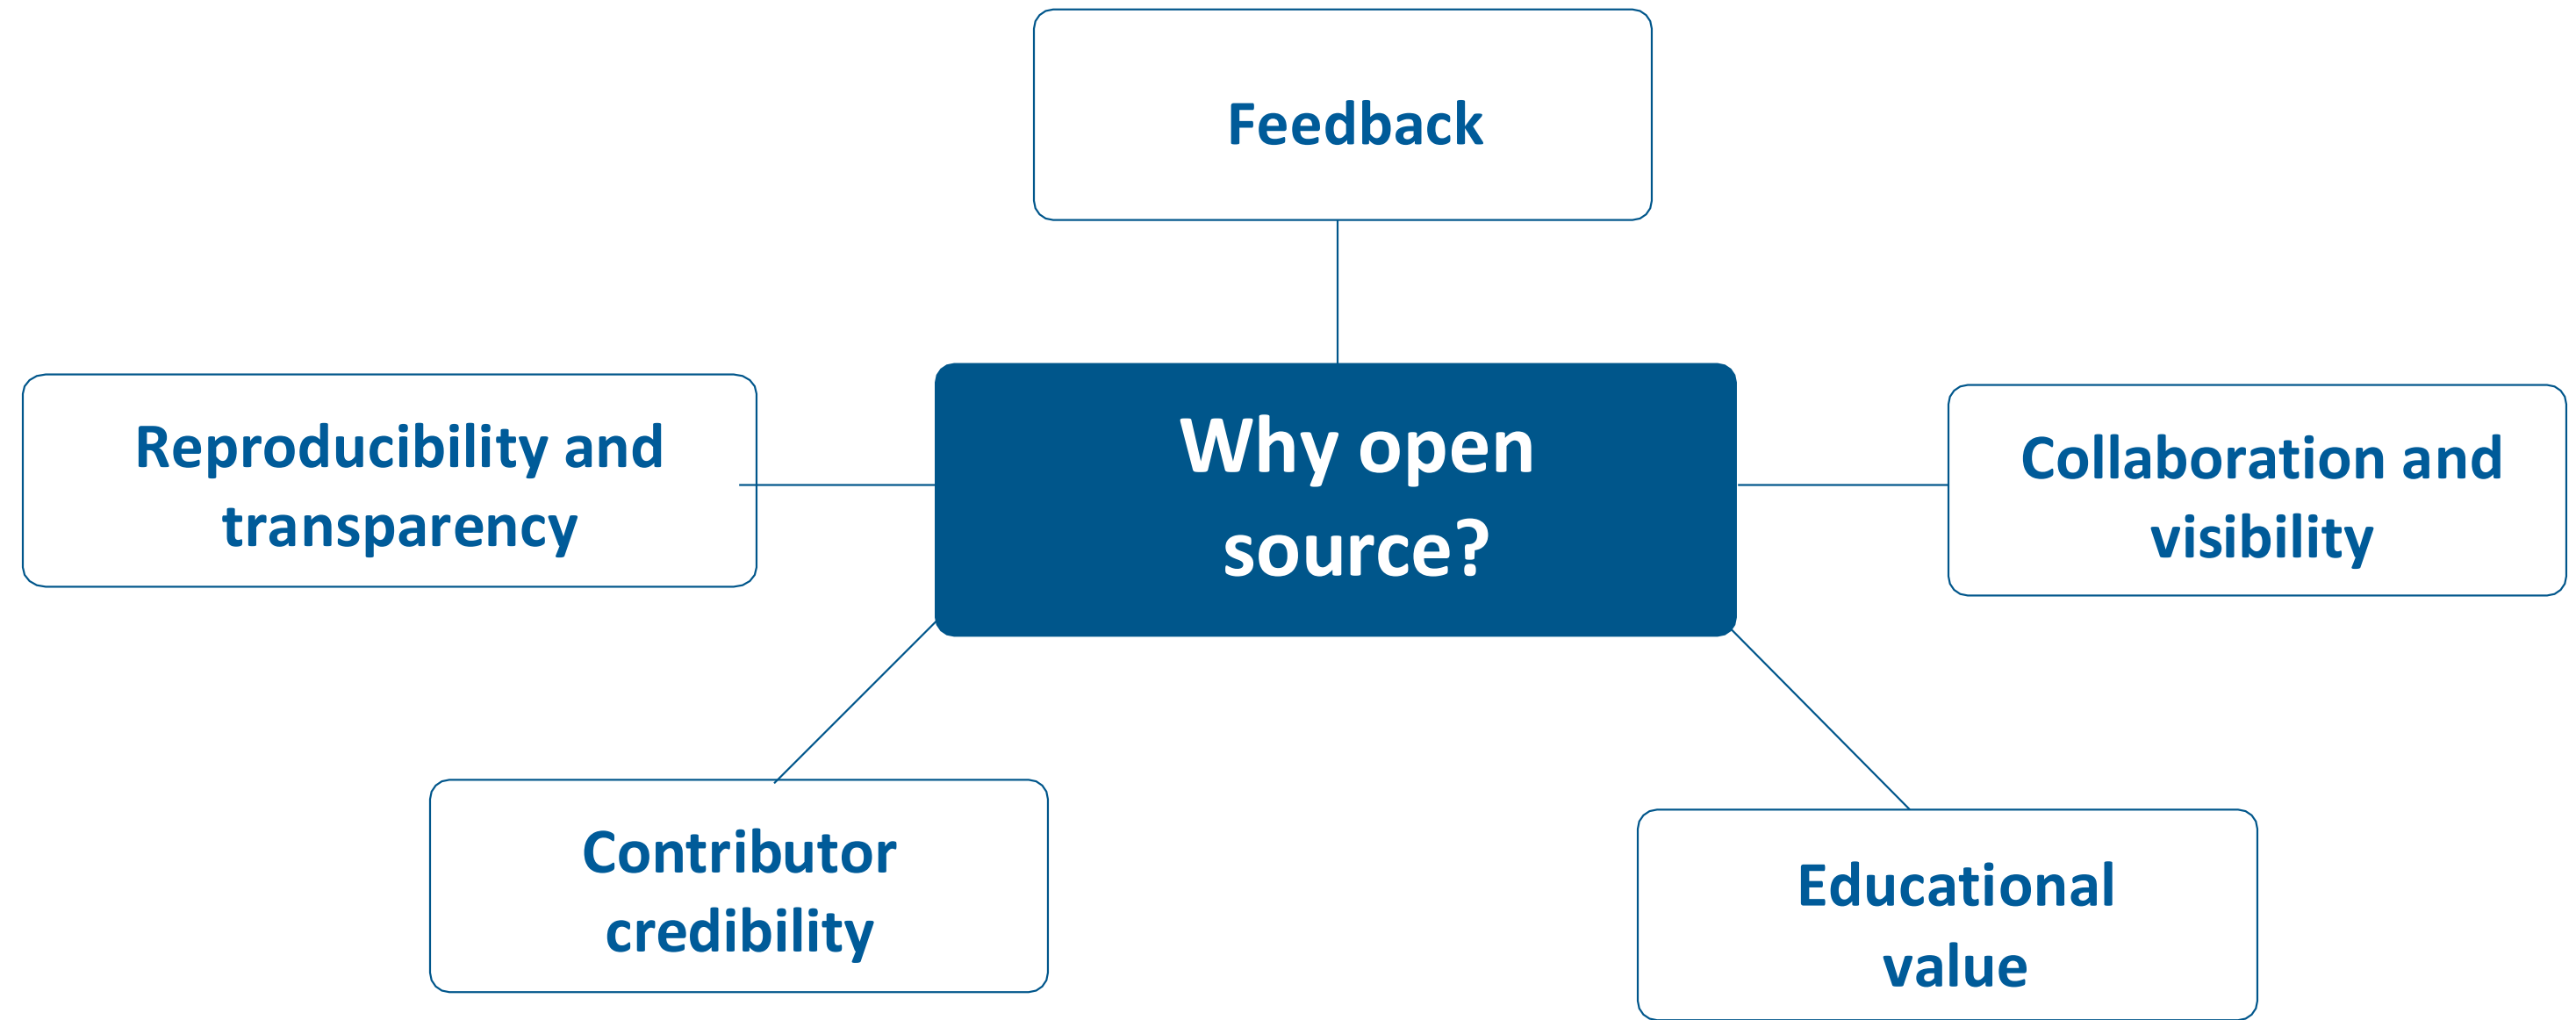 Feedback
Reproducibility and
transparency
Why open
source?
Collaboration and
visibility
Contributor
credibility
Educational
value